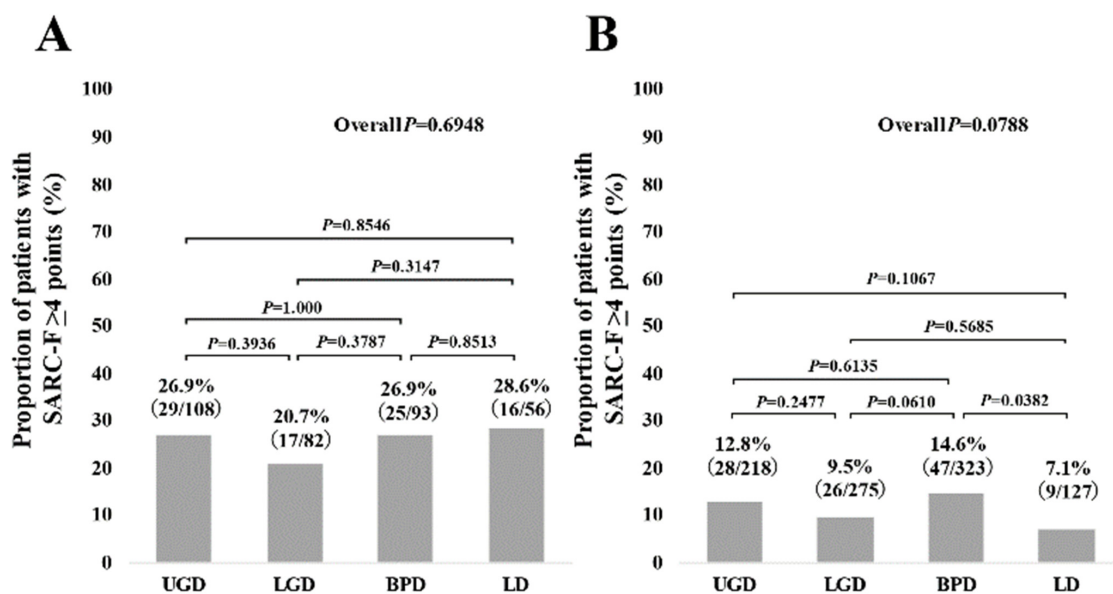 A
Proportion of patients with
SARC-F≥4 points (%)
100
90
80
70
60
50
40
30
20
10
0
Overall P=0.6948
P=0.8546
P=0.3147
P=1.000
P=0.3936
P=0.3787
P=0.8513
26.9%
(29/108)
20.7%
(17/82)
26.9%
(25/93)
28.6%
(16/56)
UGD
LGD
BPD
LD
B
Proportion of patients with
SARC-F≥4 points (%)
100
90
80
70
60
50
40
30
20
10
0
Overall P=0.0788
P=0.1067
P=0.5685
P=0.6135
P=0.2477
P=0.0610
P=0.0382
12.8%
(28/218)
9.5%
(26/275)
14.6%
(47/323)
7.1%
(9/127)
UGD
LGD
BPD
LD